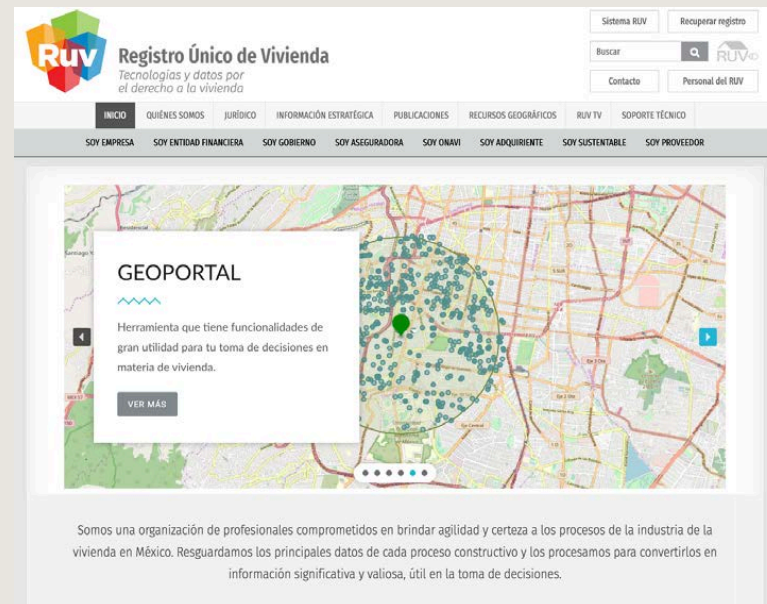 Ruv
Registro Único de Vivienda
Tecnologías y datos por
el derecho a la vivienda
Sistema RUV
Recuperar registro
Buscar
RUV
Contacto
Personal del RUV
INICIO QUIÉNES SOMOS JURÍDICO INFORMACIÓN ESTRATÉGICA PUBLICACIONES RECURSOS GEOGRÁFICOS RUV TV SOPORTE TÉCNICO
SOY EMPRESA SOY ENTIDAD FINANCIERA SOY GOBIERNO SOY ASEGURADORA SOY ONAVI SOY ADQUIRIENTE SOY SUSTENTABLE SOY PROVEEDOR
GEOPORTAL
Herramienta que tiene funcionalidades de
gran utilidad para tu toma de decisiones en
materia de vivienda.
VER MÁS
Somos una organización de profesionales comprometidos en brindar agilidad y certeza a los procesos de la industria de la
vivienda en México. Resguardamos los principales datos de cada proceso constructivo y los procesamos para convertirlos en
información significativa y valiosa, útil en la toma de decisiones.